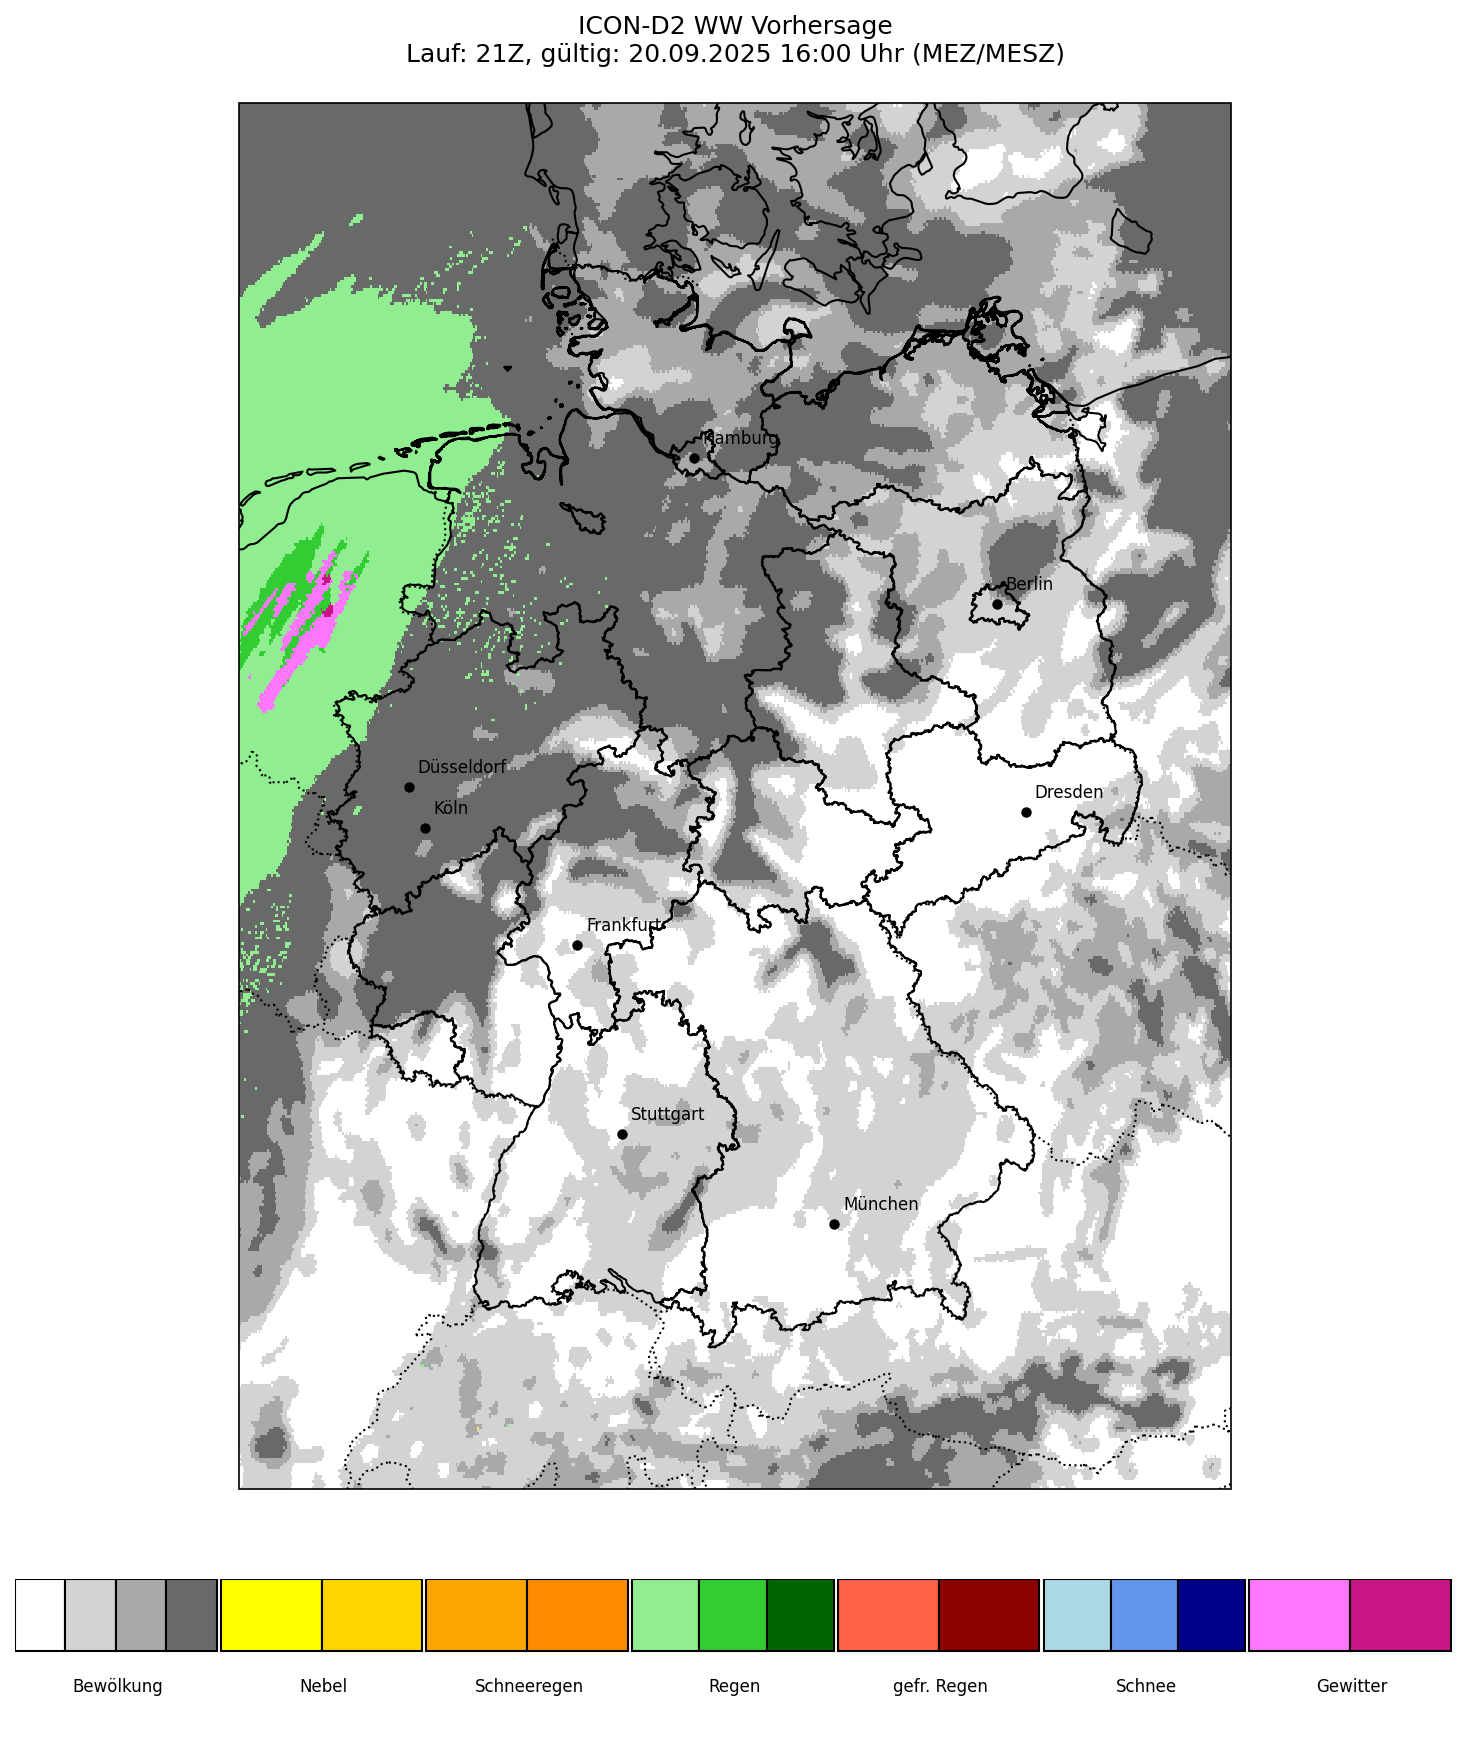 ICON-D2 WW Vorhersage
Lauf: 21Z, gültig: 20.09.2025 16:00 Uhr (MEZ/MESZ)
Hamburg
Berlin
Düsseldorf
Dresden
Köln
Frankfurt
Stuttgart
München
Bewölkung
Nebel
Schneeregen
Regen
gefr. Regen
Schnee
Gewitter